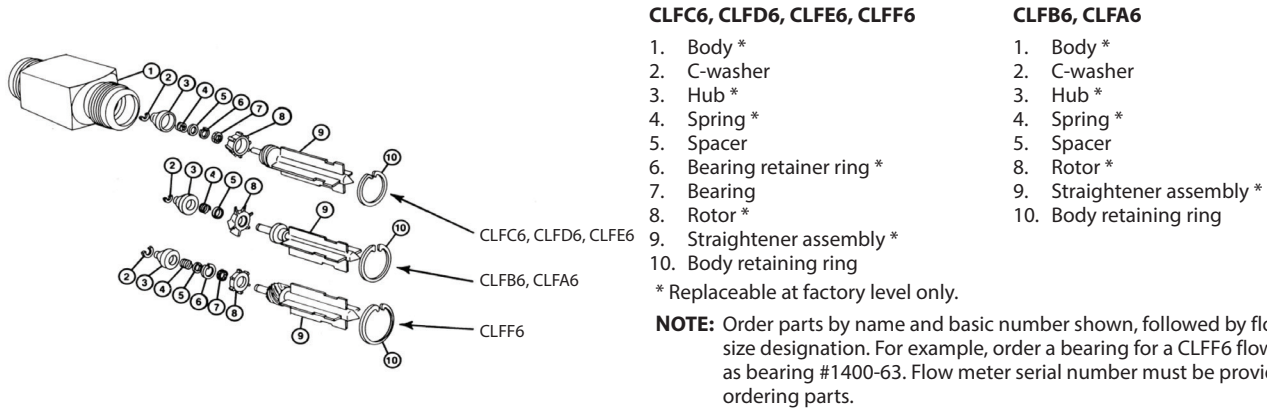 1
2
3
4
5
6
7
8
9
10
2
3
4
5
8
9
10
2
3
4
5
6
7
8
9
10
CLFC6, CLFD6, CLFE6
CLFB6, CLFA6
CLFF6
CLFC6, CLFD6, CLFE6, CLFF6
1. Body *
2. C-washer
3. Hub *
4. Spring *
5. Spacer
6. Bearing retainer ring *
7. Bearing
8. Rotor *
9. Straightener assembly *
10. Body retaining ring
* Replaceable at factory level only.
CLFB6, CLFA6
1. Body *
2. C-washer
3. Hub *
4. Spring *
5. Spacer
8. Rotor *
9. Straightener assembly *
10. Body retaining ring
NOTE: Order parts by name and basic number shown, followed by
size designation. For example, order a bearing for a CLFF6
as bearing #1400-63. Flow meter serial number must be
ordering parts.